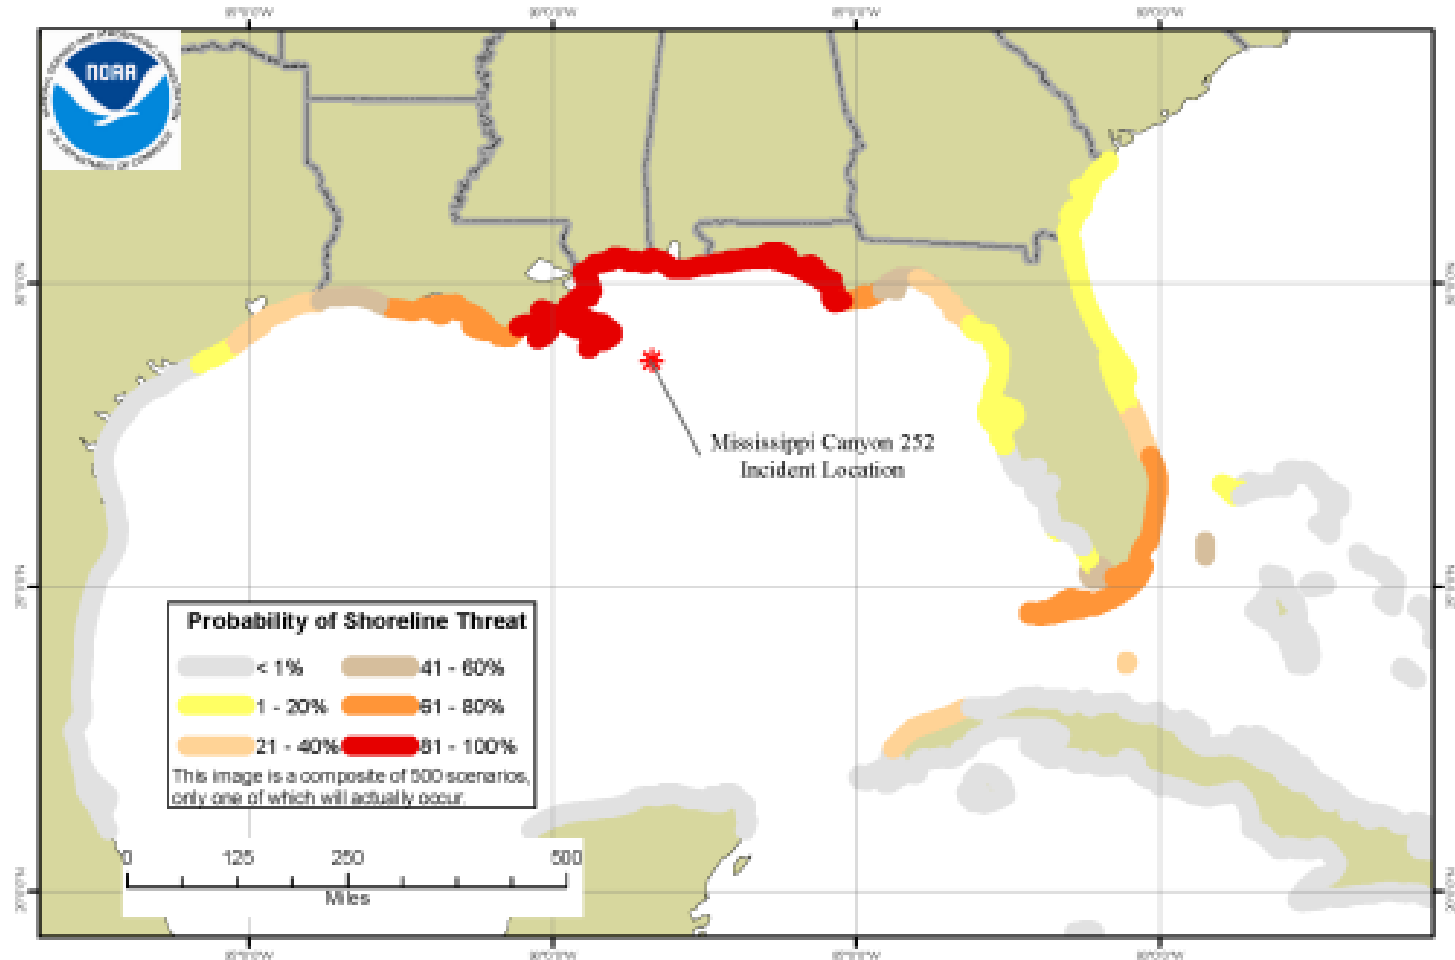 NOAA
Mississippi Canyon 252
Incident Location
Probability of Shoreline Threat
< 1%
41 - 60%
1 - 20%
61 - 80%
21 - 40%
81 - 100%
This image is a composite of 500 scenarios,
only one of which will actually occur.
0 125 250 500
Miles